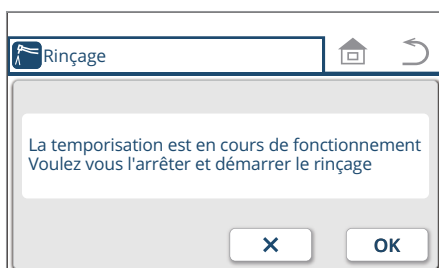 Rinçage
La temporisation est en cours de fonctionnement
Voulez vous l'arrêter et démarrer le rinçage
OK